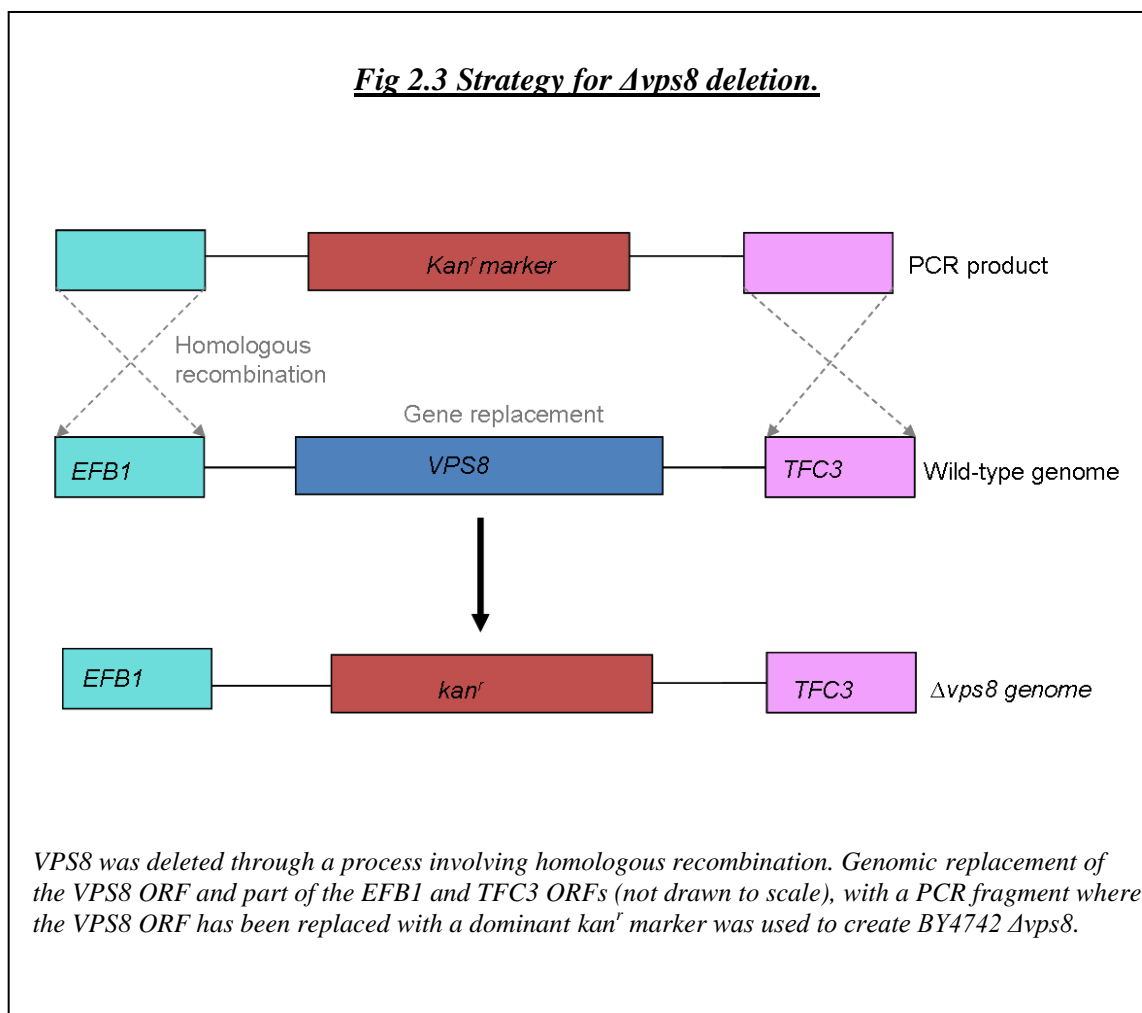 Fig 2.3 Strategy for Δvps8 deletion.
Kanʳ marker
PCR product
Homologous
recombination
Gene replacement
EFB1
VPS8
TFC3
Wild-type genome
EFB1
kanʳ
TFC3
Δvps8 genome
VPS8 was deleted through a process involving homologous recombination. Genomic replacement of
the VPS8 ORF and part of the EFB1 and TFC3 ORFs (not drawn to scale), with a PCR fragment where
the VPS8 ORF has been replaced with a dominant kanʳ marker was used to create BY4742 Δvps8.